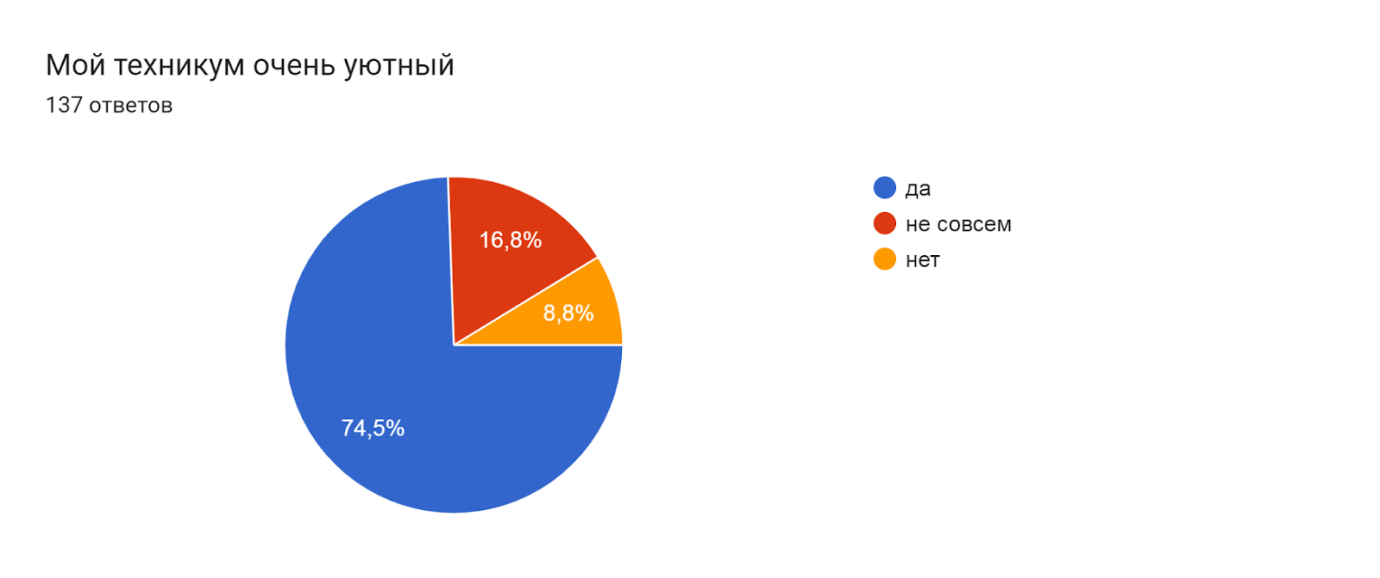 Мой техникум очень уютный
137 ответов
да
не совсем
нет
16,8%
8,8%
74,5%